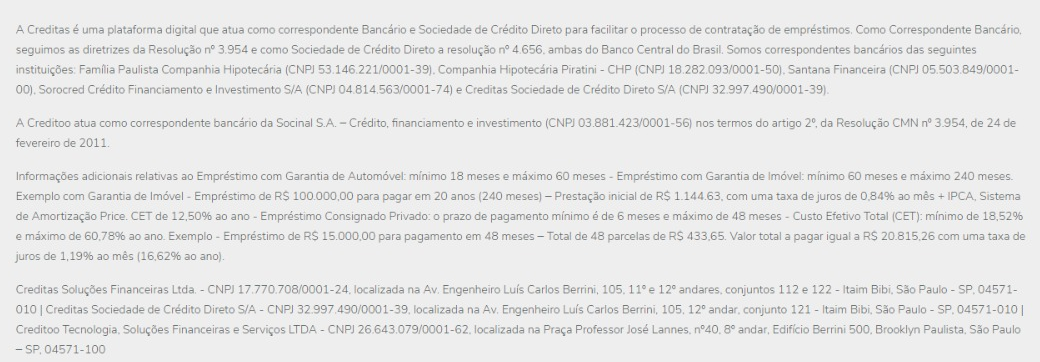 A Creditas é uma plataforma digital que atua como correspondente Bancário e Sociedade de Crédito Direto para facilitar o processo de contratação de empréstimos. Como Correspondente Bancário,
seguimos as diretrizes da Resolução nº 3.954 e como Sociedade de Crédito Direto a resolução nº 4.656, ambas do Banco Central do Brasil. Somos correspondentes bancários das seguintes
instituições: Família Paulista Companhia Hipotecária (CNPJ 53.146.221/0001-39), Companhia Hipotecária Piratini - CHP (CNPJ 18.282.093/0001-50), Santana Financeira (CNPJ 05.503.849/0001-
00), Sorocred Crédito Financiamento e Investimento S/A (CNPJ 04.814.563/0001-74) e Creditas Sociedade de Crédito Direto S/A (CNPJ 32.997.490/0001-39).
A Creditoo atua como correspondente bancário da Socinal S.A. – Crédito, financiamento e investimento (CNPJ 03.881.423/0001-56) nos termos do artigo 2º, da Resolução CMN nº 3.954, de 24 de
fevereiro de 2011.
Informações adicionais relativas ao Empréstimo com Garantia de Automóvel: mínimo 18 meses e máximo 60 meses - Empréstimo com Garantia de Imóvel: mínimo 60 meses e máximo 240 meses.
Exemplo com Garantia de Imóvel - Empréstimo de R$ 100.000,00 para pagar em 20 anos (240 meses) – Prestação inicial de R$ 1.144.63, com uma taxa de juros de 0,84% ao mês + IPCA, Sistema
de Amortização Price. CET de 12,50% ao ano - Empréstimo Consignado Privado: o prazo de pagamento mínimo é de 6 meses e máximo de 48 meses - Custo Efetivo Total (CET): mínimo de 18,52%
e máximo de 60,78% ao ano. Exemplo - Empréstimo de R$ 15.000,00 para pagamento em 48 meses – Total de 48 parcelas de R$ 433,65. Valor total a pagar igual a R$ 20.815,26 com uma taxa de
juros de 1,19% ao mês (16,62% ao ano).
Creditas Soluções Financeiras Ltda. - CNPJ 17.770.708/0001-24, localizada na Av. Engenheiro Luís Carlos Berrini, 105, 11º e 12º andares, conjuntos 112 e 122 - Itaim Bibi, São Paulo - SP, 04571-
010 | Creditas Sociedade de Crédito Direto S/A - CNPJ 32.997.490/0001-39, localizada na Av. Engenheiro Luís Carlos Berrini, 105, 12º andar, conjunto 121 - Itaim Bibi, São Paulo - SP, 04571-010 |
Creditoo Tecnologia, Soluções Financeiras e Serviços LTDA - CNPJ 26.643.079/0001-62, localizada na Praça Professor José Lannes, nº40, 8º andar, Edifício Berrini 500, Brooklyn Paulista, São Paulo
– SP, 04571-100